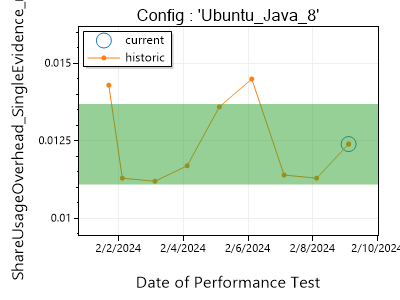 Config : 'Ubuntu_Java_8'
current
historic
ShareUsageOverhead_SingleEvidence_
0.015
0.0125
0.01
2/2/2024 2/4/2024 2/6/2024 2/8/2024 2/10/2024
Date of Performance Test